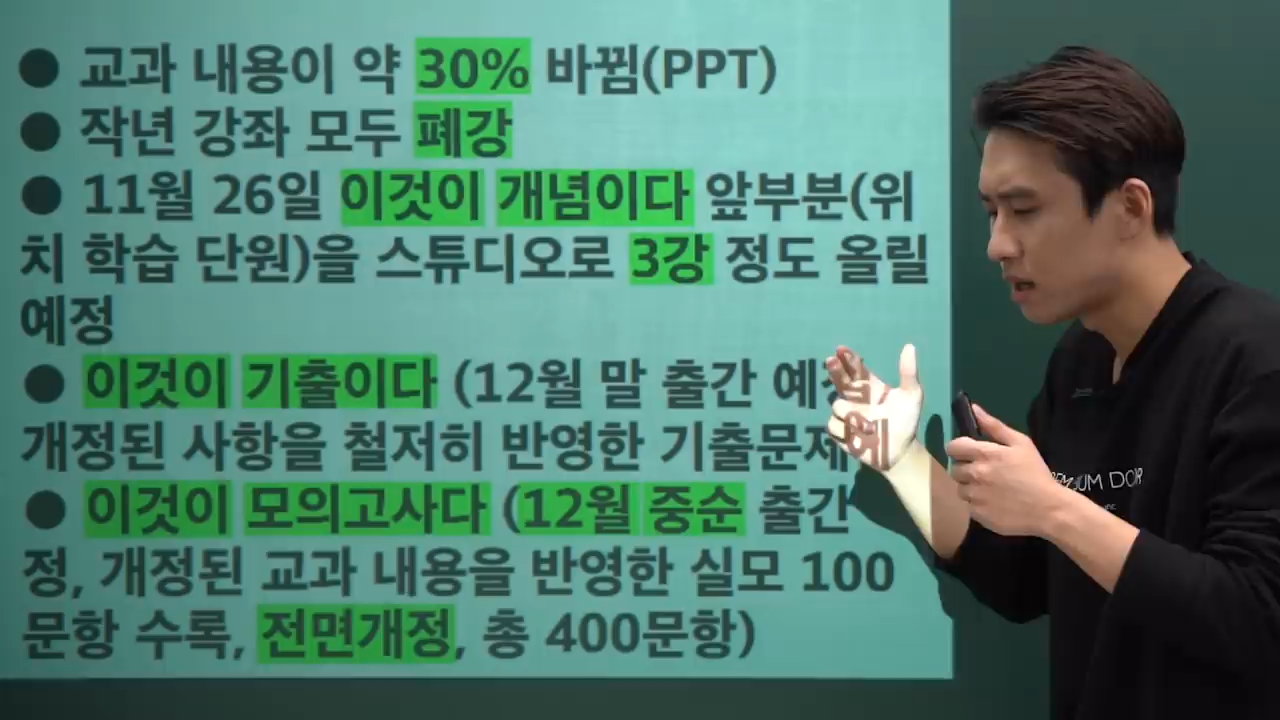 ● 교과 내용이 약 30% 바뀜(PPT)
● 작년 강좌 모두 폐강
● 11월 26일 이것이 개념이다 앞부분(위
치 학습 단원)을 스튜디오로 3강 정도 올릴
예정
● 이것이 기출이다 (12월 말 출간 예정
개정된 사항을 철저히 반영한 기출문제
● 이것이 모의고사다 (12월 중순 출간
정, 개정된 교과 내용을 반영한 실모 100
문항 수록, 전면개정, 총 400문항)